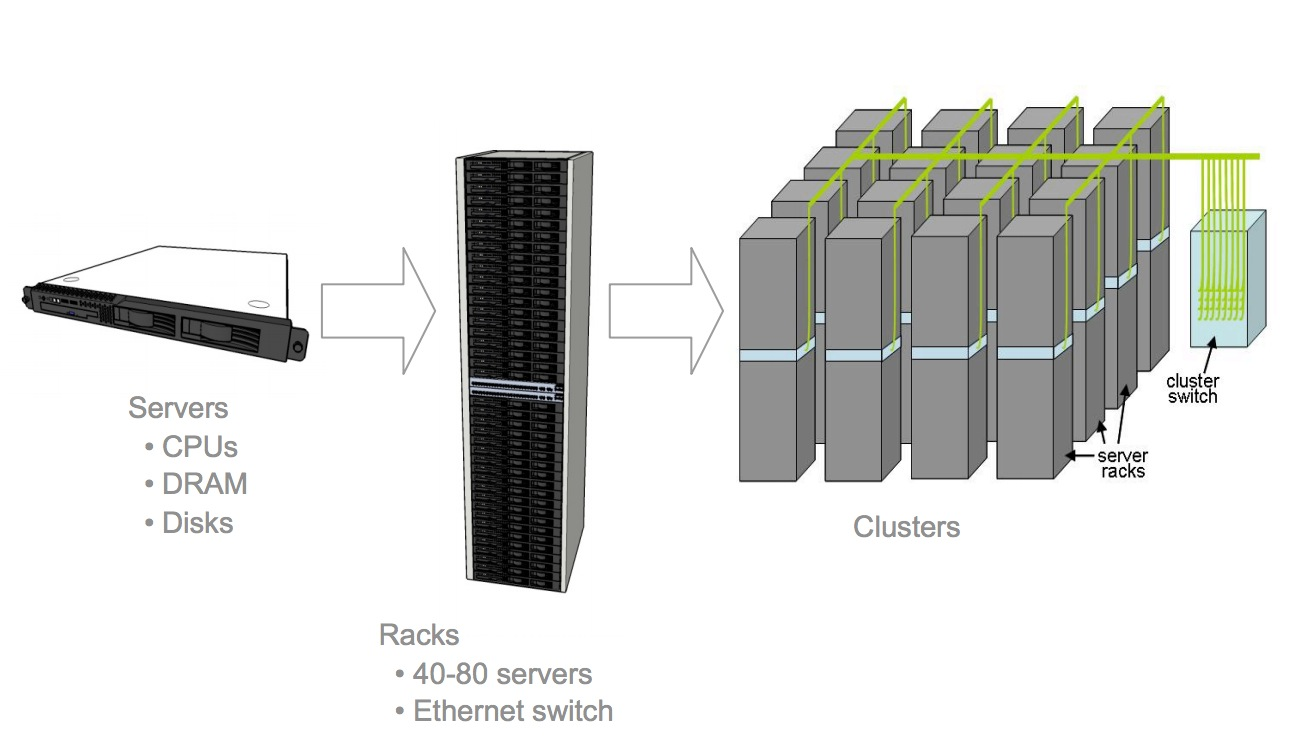 Servers
• CPUs
• DRAM
• Disks
Racks
• 40-80 servers
• Ethernet switch
cluster
switch
server
racks
Clusters